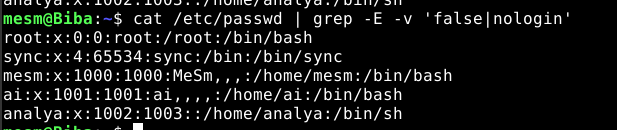 analya:x:1002:1003::/home/analya:/bin/sh
mesm@Biba:~$ cat /etc/passwd | grep -E -v 'false|nologin'
root:x:0:0:root:/root:/bin/bash
sync:x:4:65534:sync:/bin:/bin/sync
mesm:x:1000:1000:MeSm,,,:/home/mesm:/bin/bash
ai:x:1001:1001:ai,,,,:/home/ai:/bin/bash
analya:x:1002:1003::/home/analya:/bin/sh
mesm@Biba:~$